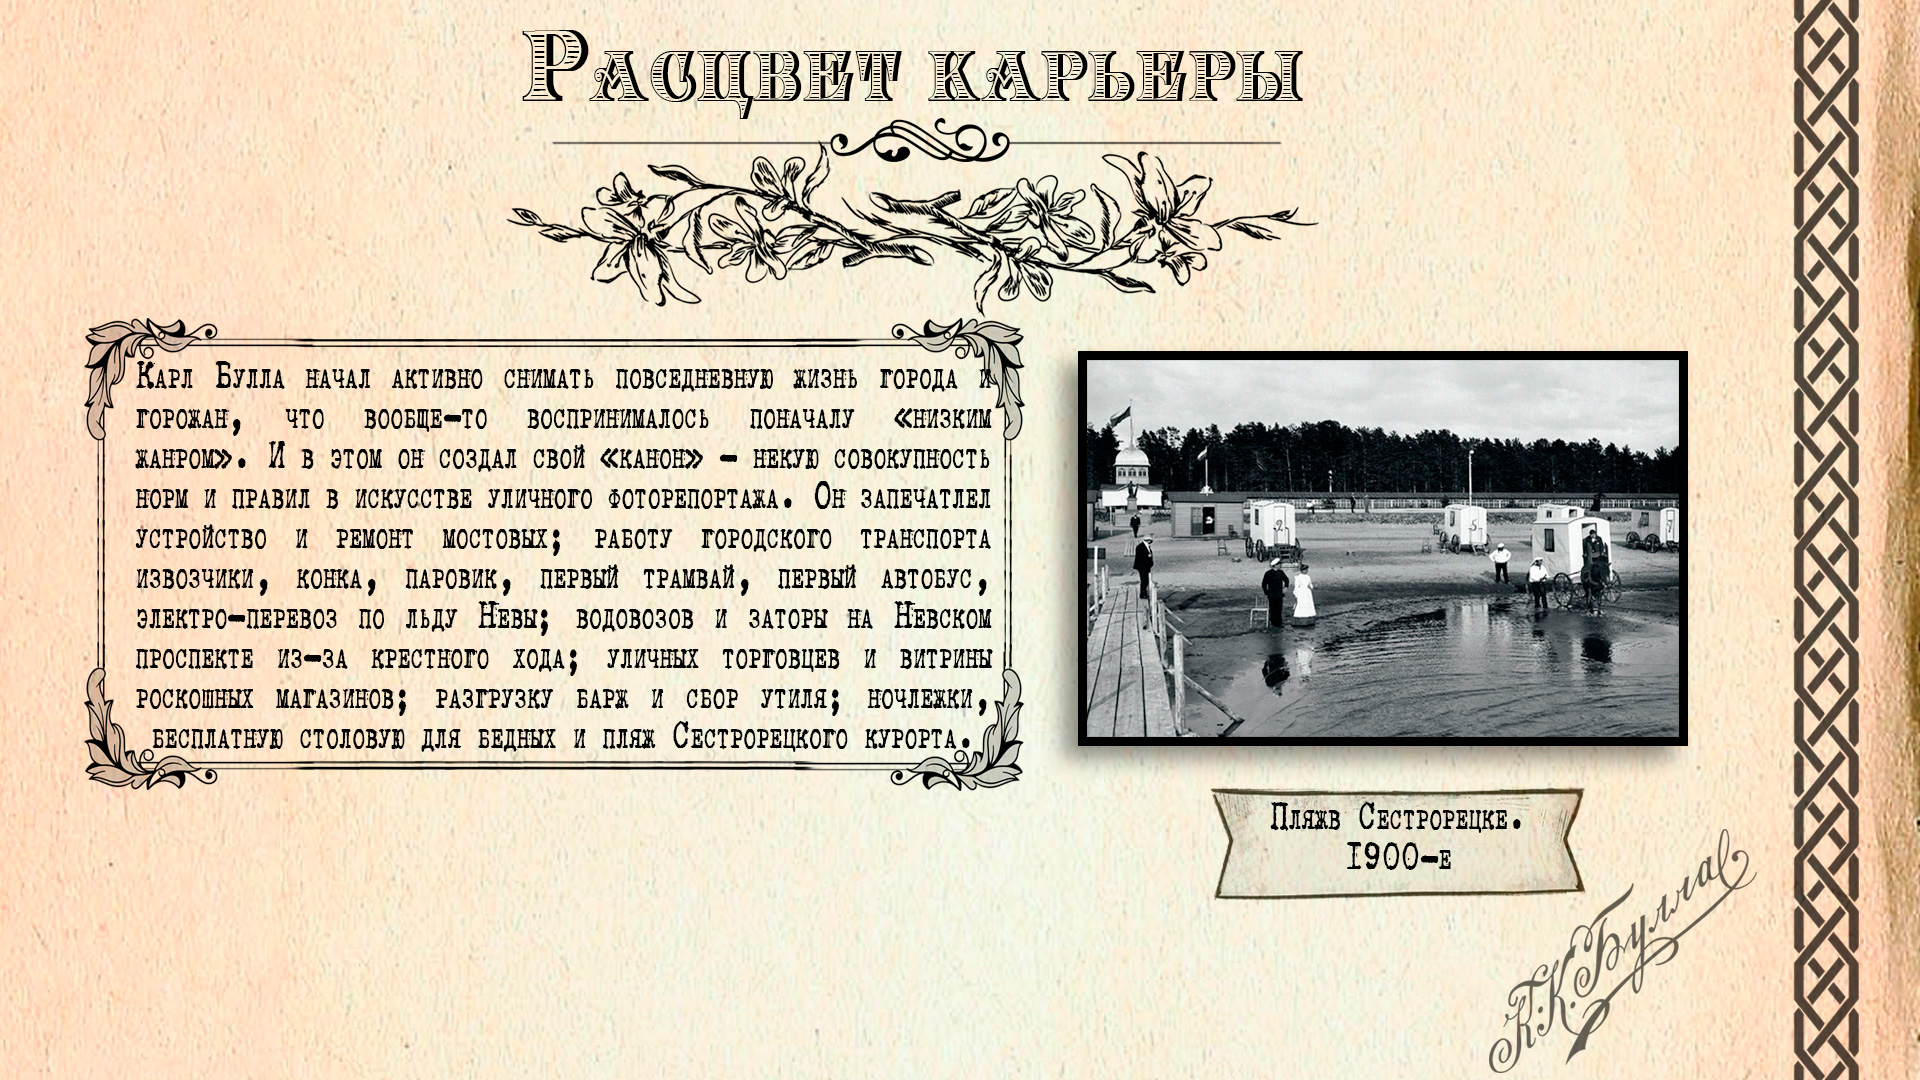 Расцвет карьеры
Карл Булла начал активно снимать повседневную жизнь города и
горожан, что вообще-то воспринималось поначалу «низким
жанром». И в этом он создал свой «канон» – некую совокупность
норм и правил в искусстве уличного фоторепортажа. Он запечатлел
устройство и ремонт мостовых; работу городского транспорта
извозчики, конка, паровик, первый трамвай, первый автобус,
электро-перевоз по льду Невы; водовозов и заторы на Невском
проспекте из-за крестного хода; уличных торговцев и витрины
роскошных магазинов; разгрузку барж и сбор утиля; ночлежки,
бесплатную столовую для бедных и пляж Сестрорецкого курорта.
2
5
7
Пляжв Сестрорецке.
1900-е
К.К.Булла